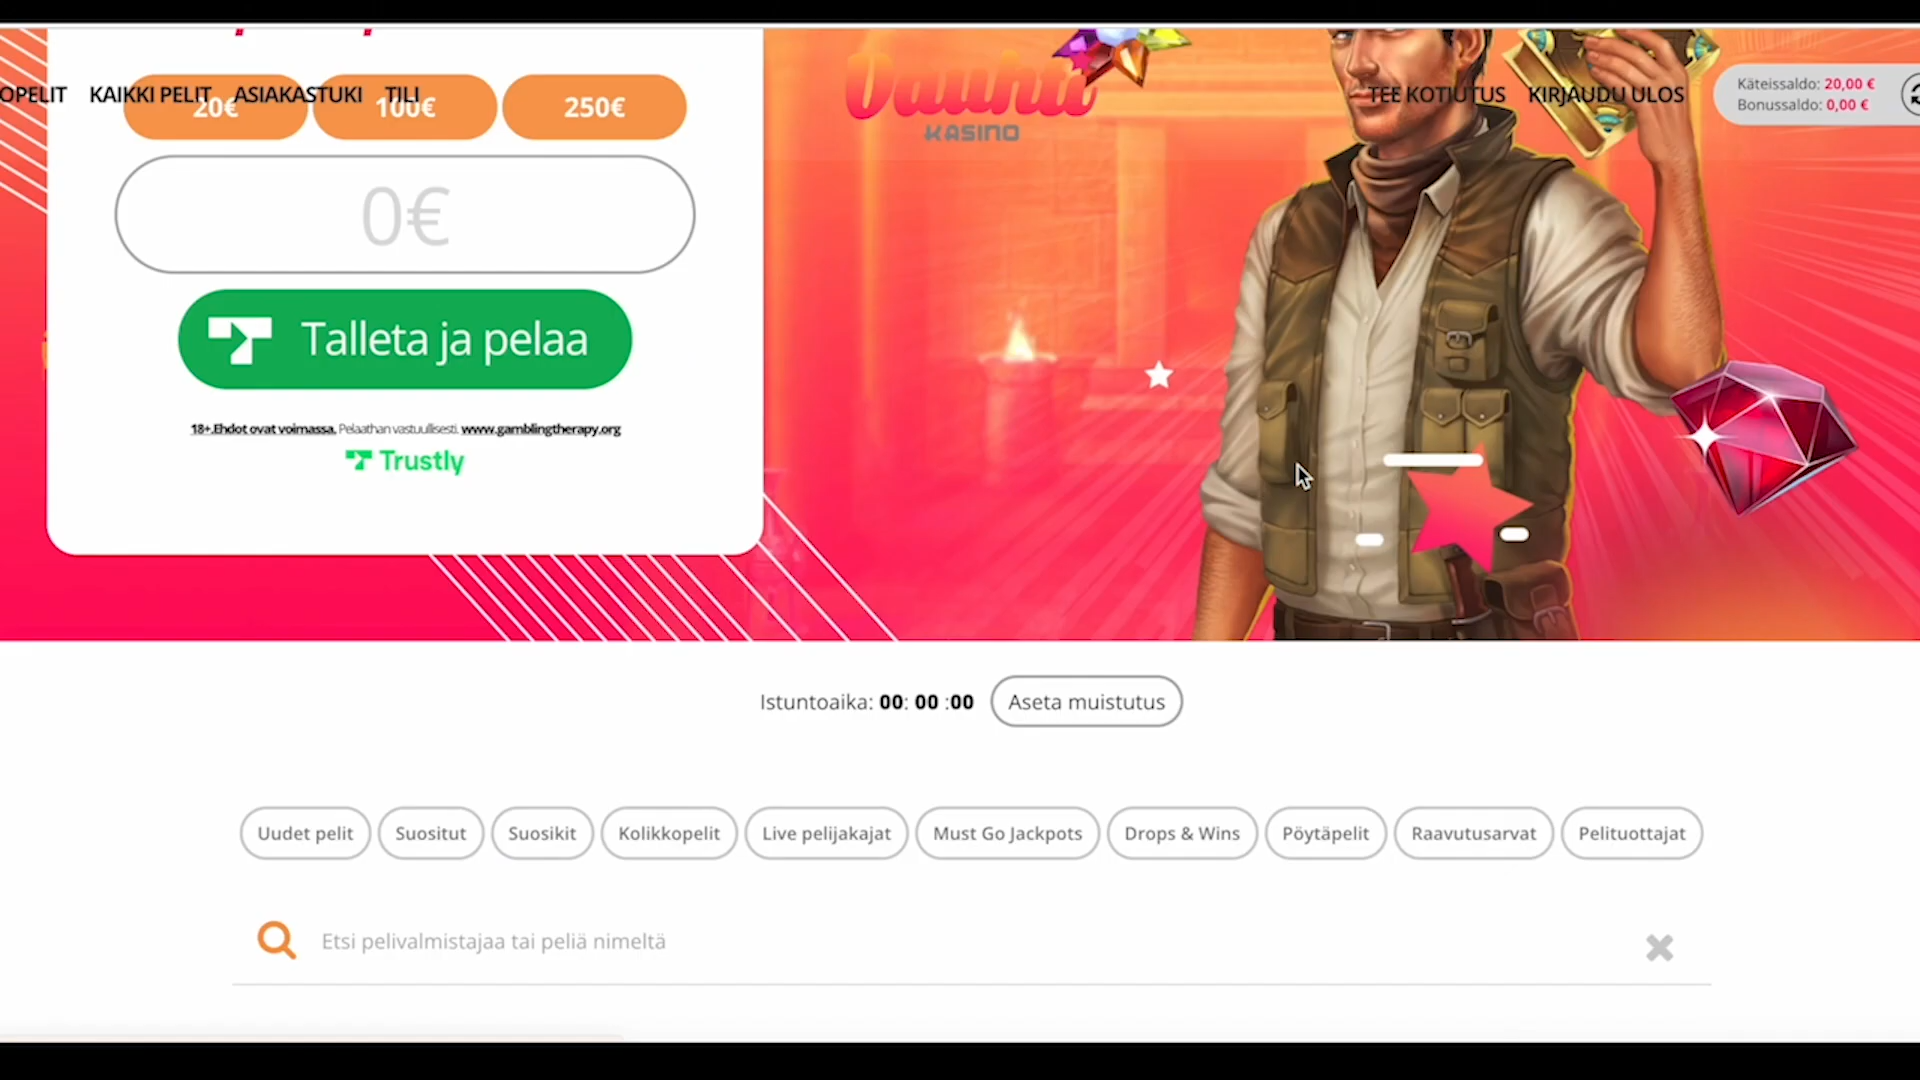 OPELIT KAIKKI PELIT ASIAKASTUKI TILI
TEE KOTIUTUS KIRJAUDU ULOS
Käteissaldo: 20,00 €
Bonussaldo: 0,00 €
20€ 100€ 250€
Vauhti
KASINO
0€
Talleta ja pelaa
18+.Ehdot ovat voimassa. Pelaathan vastuullisesti. www.gamblingtherapy.org
Trustly
Istuntoaika: 00: 00 :00 Aseta muistutus
Uudet pelit Suositut Suosikit Kolikkopelit Live pelijakajat Must Go Jackpots Drops & Wins Pöytäpelit Raavutusarvat Pelituottajat
Etsi pelivalmistajaa tai peliä nimeltä